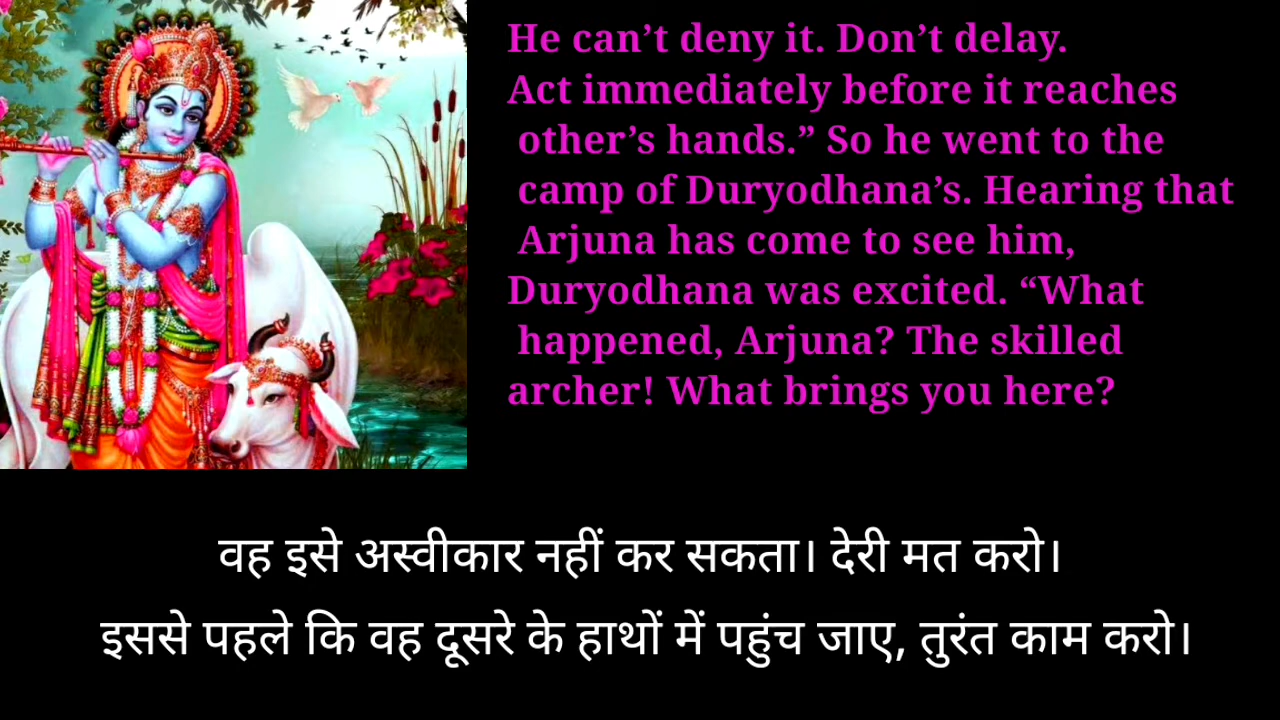 He can’t deny it. Don’t delay.
Act immediately before it reaches
other’s hands.” So he went to the
camp of Duryodhana’s. Hearing that
Arjuna has come to see him,
Duryodhana was excited. “What
happened, Arjuna? The skilled
archer! What brings you here?
वह इसे अस्वीकार नहीं कर सकता। देरी मत करो।
इससे पहले कि वह दूसरे के हाथों में पहुंच जाए, तुरंत काम करो।